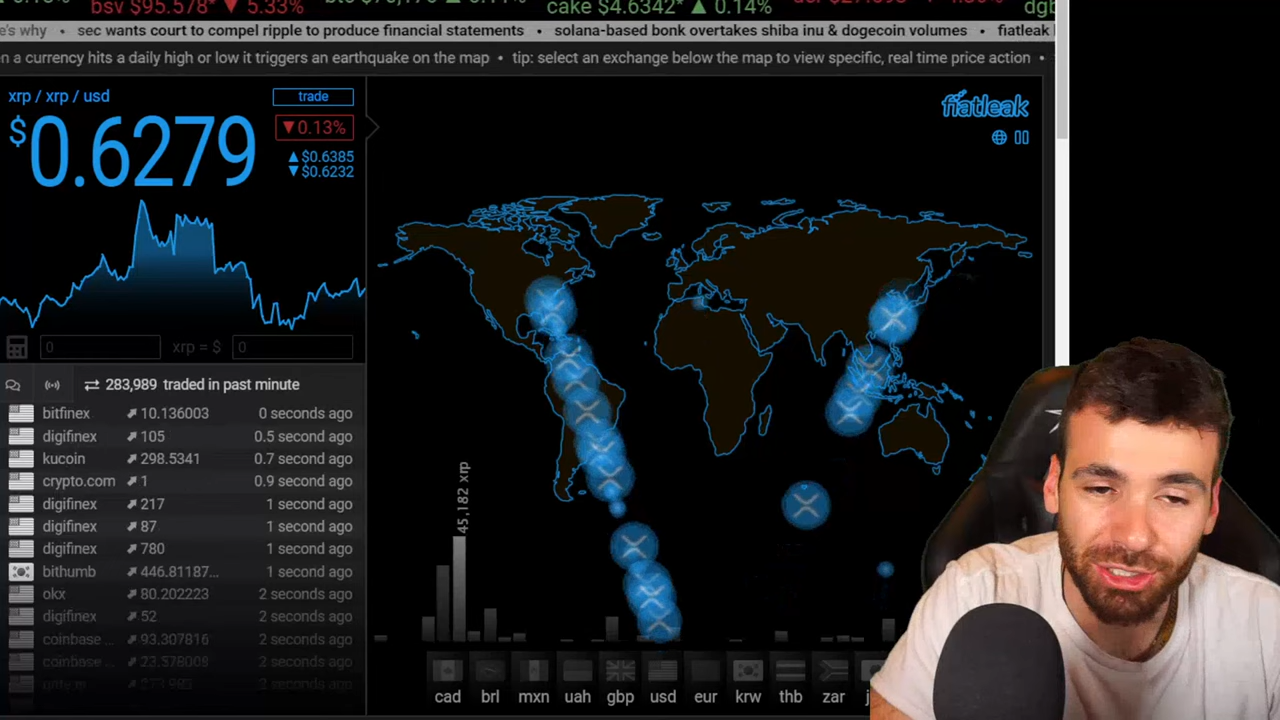 bsv $95.578* ▼ 5.33%
cake $4.6342* ▲ 0.14%
dgb
e's why • sec wants court to compel ripple to produce financial statements • solana-based bonk overtakes shiba inu & dogecoin volumes • fiatleak
n a currency hits a daily high or low it triggers an earthquake on the map • tip: select an exchange below the map to view specific, real time price action •
xrp / xrp / usd
trade
$0.6279
▼0.13%
▲$0.6385
▼$0.6232
fiatleak
0 xrp = $ 0
283,989 traded in past minute
bitfinex 10.136003 0 seconds ago
digifinex 105 0.5 second ago
kucoin 298.5341 0.7 second ago
crypto.com 1 0.9 second ago
digifinex 217 1 second ago
digifinex 87 1 second ago
digifinex 780 1 second ago
bithumb 446.81187... 2 seconds ago
okx 80.202223 2 seconds ago
digifinex 52 2 seconds ago
coinbase ... 93.307816 2 seconds ago
coinbase ... 23.578008 2 seconds ago
2 seconds ago
45,182 xrp
cad brl mxn uah gbp usd eur krw thb zar